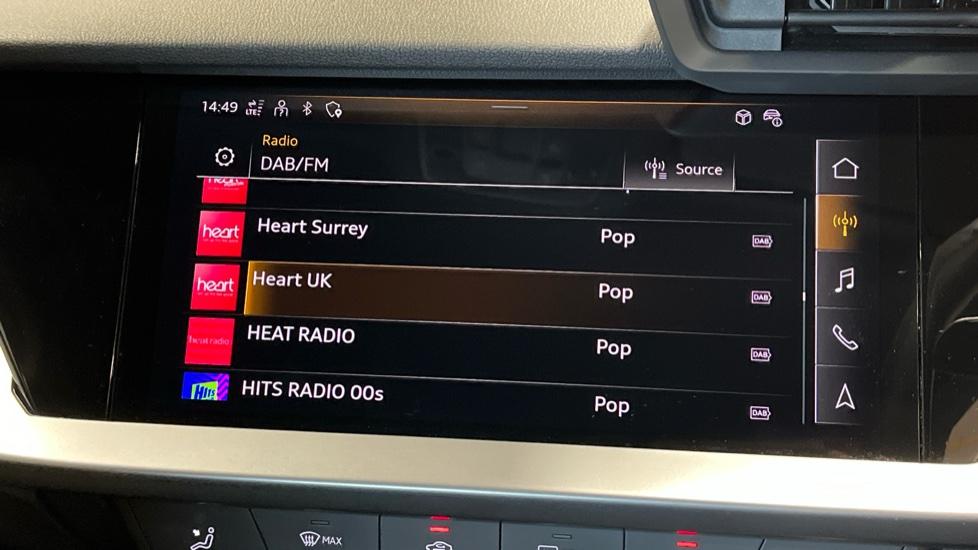 14:49 LTE
Radio
DAB/FM
Source
heart
Heart Surrey Pop DAB
heart
Heart UK Pop DAB
heat radio
HEAT RADIO Pop DAB
Hits
HITS RADIO 00s Pop DAB
MAX